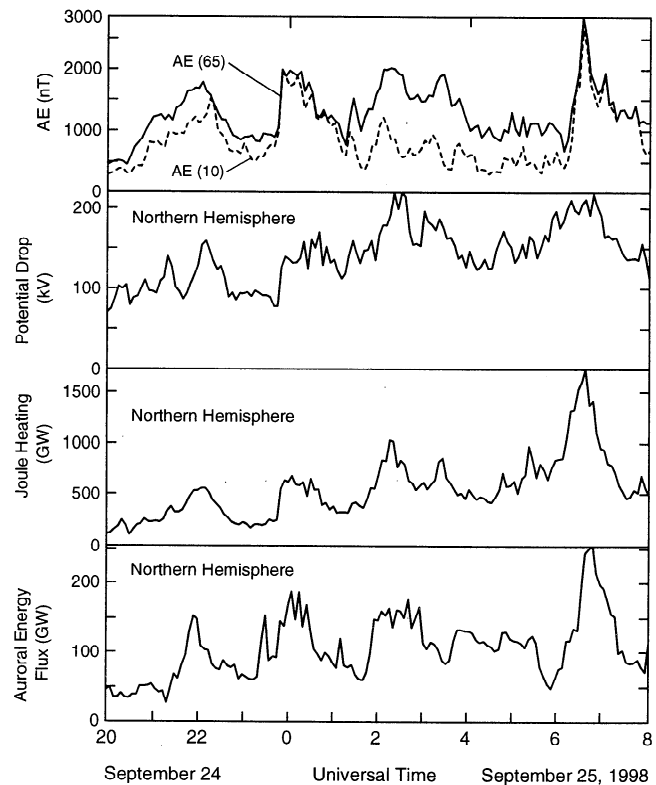 3000
2000
1000
0
AE (nT)
AE (65)
AE (10)
200
100
0
Potential Drop
(kV)
Northern Hemisphere
1500
1000
500
0
Joule Heating
(GW)
Northern Hemisphere
200
100
0
Auroral Energy
Flux (GW)
Northern Hemisphere
20 22 0 2 4 6 8
September 24 Universal Time September 25, 1998